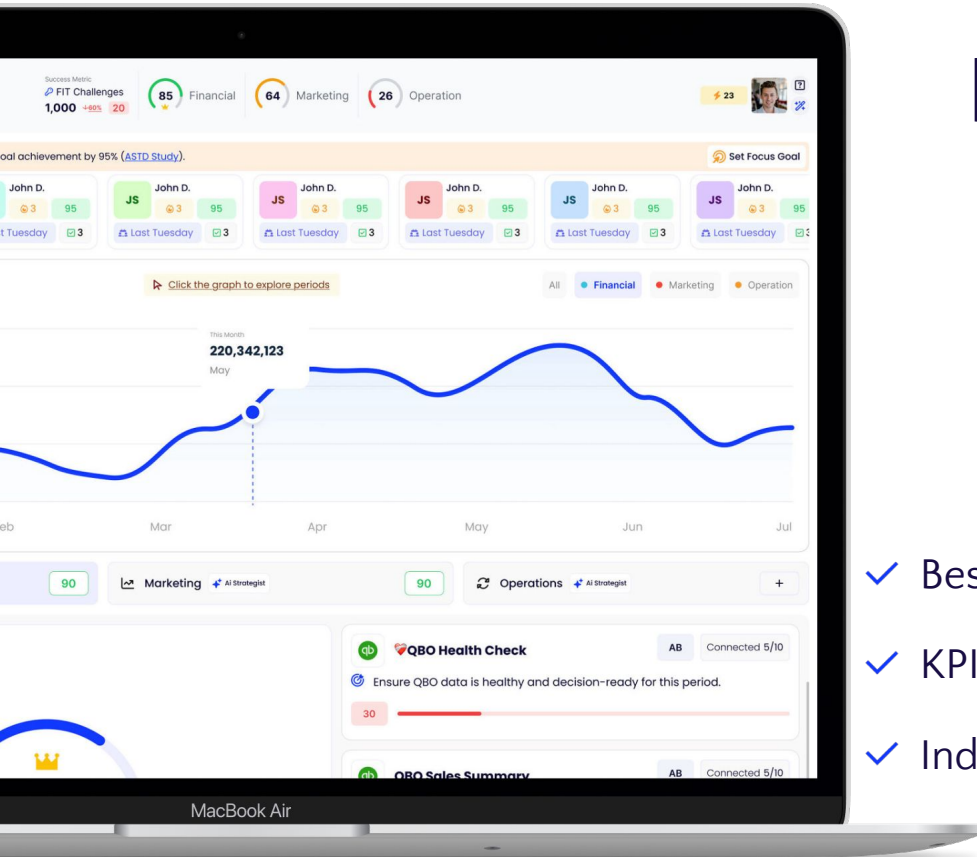 Success Metric
FIT Challenges
1,000 +60% 20
85 Financial
64 Marketing
26 Operation
23
oal achievement by 95% (ASTD Study).
Set Focus Goal
John D.
3 95
t Tuesday 3
JS John D.
3 95
Last Tuesday 3
JS John D.
3 95
Last Tuesday 3
JS John D.
3 95
Last Tuesday 3
JS John D.
3 95
Last Tuesday 3
JS John D.
3 95
Last Tuesday 3
Click the graph to explore periods
All Financial Marketing Operation
This Month
220,342,123
May
eb Mar Apr May Jun Jul
90
Marketing Ai Strategist 90
Operations Ai Strategist +
qb QBO Health Check AB Connected 5/10
Ensure QBO data is healthy and decision-ready for this period.
30
qb QBO Sales Summary AB Connected 5/10
MacBook Air
Bes
KPI
Ind